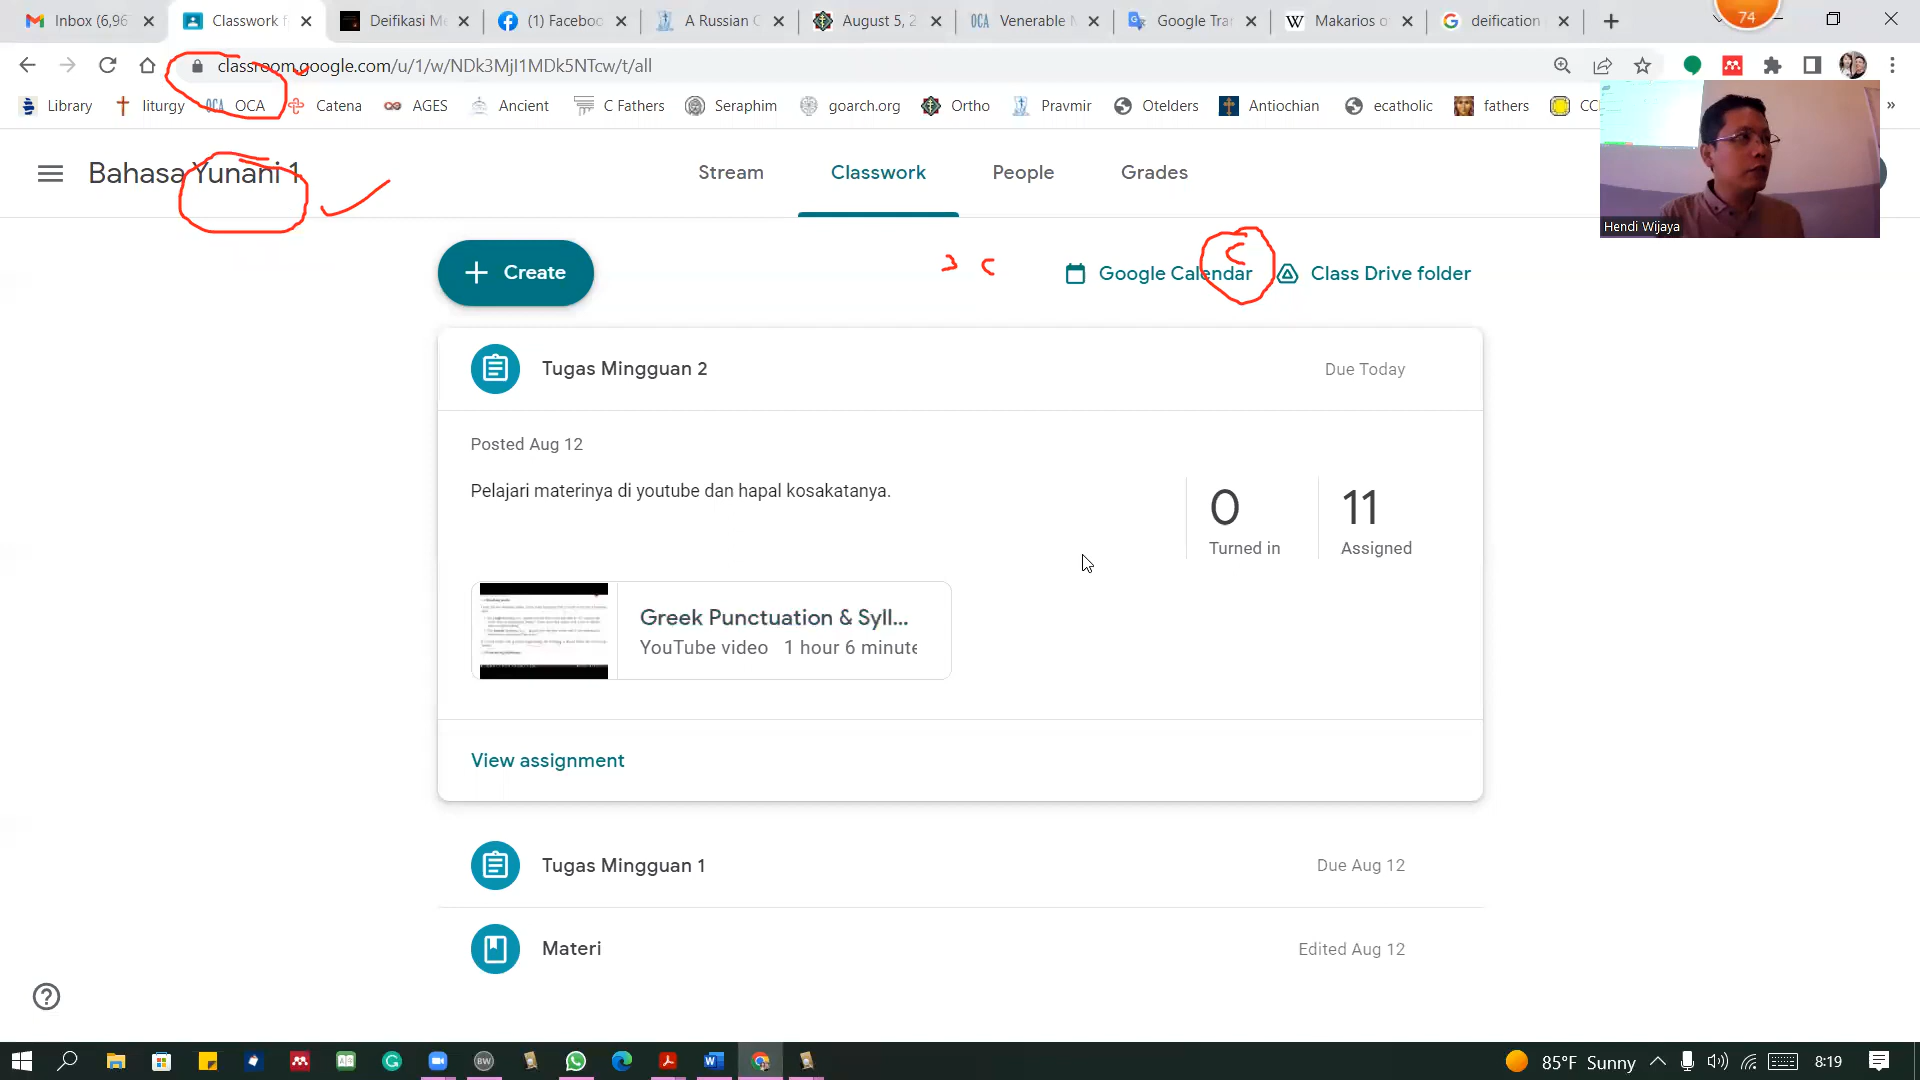 Inbox (6,96
Classwork f
Deifikasi Me
(1) Faceboo
A Russian C
August 5, 2
OCA
Venerable M
Google Tran
Makarios o
deification
74
classroom.google.com/u/1/w/NDk3MjI1MDk5NTcw/t/all
Library
liturgy
OCA
Catena
AGES
Ancient
C Fathers
Seraphim
goarch.org
Ortho
Pravmir
Otelders
Antiochian
ecatholic
fathers
CC
»
Bahasa Yunani 1
Stream
Classwork
People
Grades
Hendi Wijaya
Create
Google Calendar
Class Drive folder
Tugas Mingguan 2
Due Today
Posted Aug 12
Pelajari materinya di youtube dan hapal kosakatanya.
0
Turned in
11
Assigned
Greek Punctuation & Syll...
YouTube video 1 hour 6 minute
View assignment
Tugas Mingguan 1
Due Aug 12
Materi
Edited Aug 12
85°F Sunny
8:19